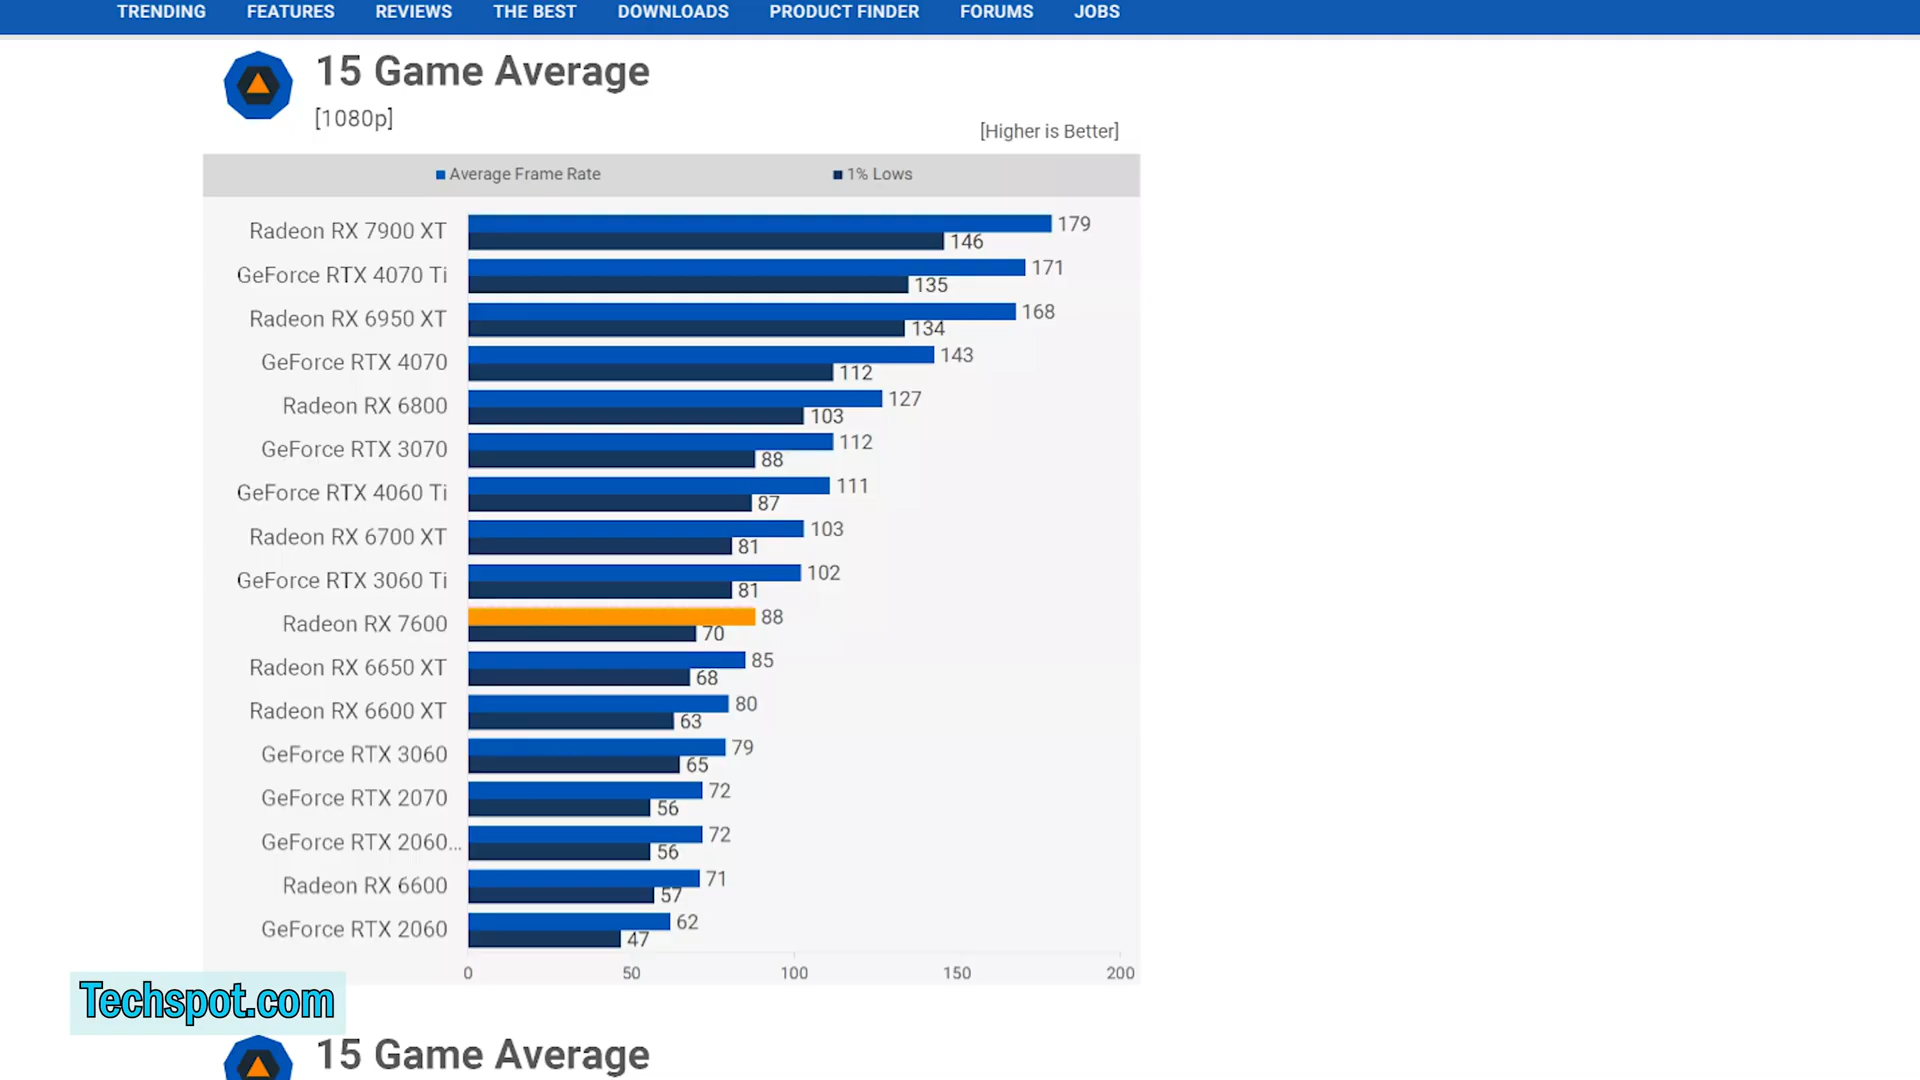 TRENDING FEATURES REVIEWS THE BEST DOWNLOADS PRODUCT FINDER FORUMS JOBS
15 Game Average
[1080p]
[Higher is Better]
Average Frame Rate 1% Lows
Radeon RX 7900 XT 179
146
GeForce RTX 4070 Ti 171
135
Radeon RX 6950 XT 168
134
GeForce RTX 4070 143
112
Radeon RX 6800 127
103
GeForce RTX 3070 112
88
GeForce RTX 4060 Ti 111
87
Radeon RX 6700 XT 103
81
GeForce RTX 3060 Ti 102
81
Radeon RX 7600 88
70
Radeon RX 6650 XT 85
68
Radeon RX 6600 XT 80
63
GeForce RTX 3060 79
65
GeForce RTX 2070 72
56
GeForce RTX 2060... 72
56
Radeon RX 6600 71
57
GeForce RTX 2060 62
47
0 50 100 150 200
Techspot.com
15 Game Average